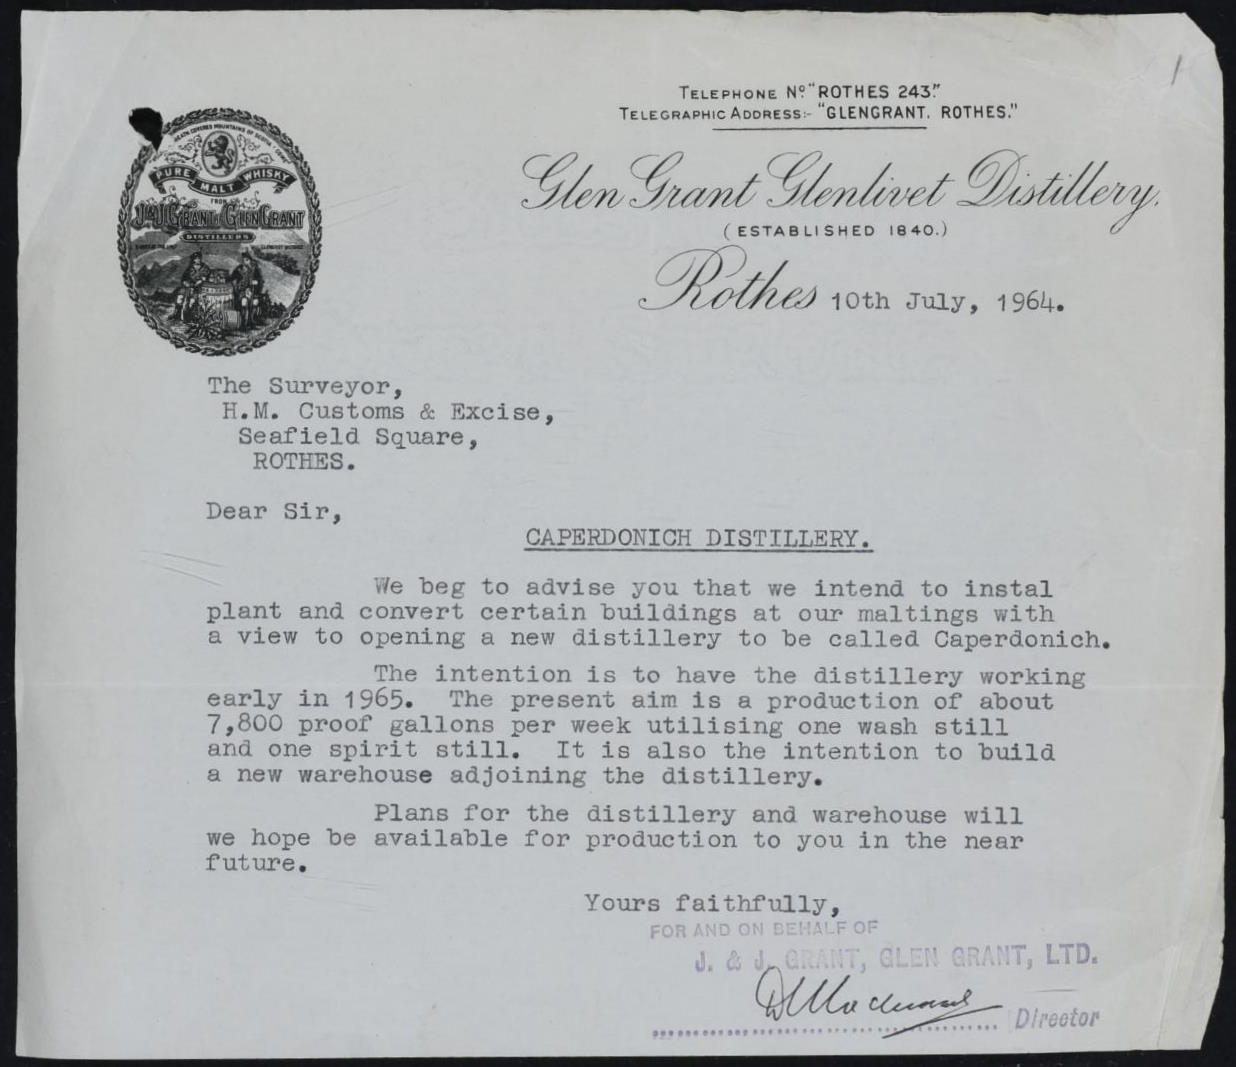 TELEPHONE No. "ROTHES 243."
TELEGRAPHIC ADDRESS:- "GLENGRANT. ROTHES."
Glen Grant Glenlivet Distillery.
(ESTABLISHED 1840.)
Rothes 10th July, 1964.
HEATH COVERED MOUNTAINS OF SCOTIA
PURE MALT WHISKY
FROM
J & J. GRANT. GLEN GRANT
DISTILLERS
The Surveyor,
H.M. Customs & Excise,
Seafield Square,
ROTHES.
Dear Sir,
CAPERDONICH DISTILLERY.
We beg to advise you that we intend to instal
plant and convert certain buildings at our maltings with
a view to opening a new distillery to be called Caperdonich.
The intention is to have the distillery working
early in 1965. The present aim is a production of about
7,800 proof gallons per week utilising one wash still
and one spirit still. It is also the intention to build
a new warehouse adjoining the distillery.
Plans for the distillery and warehouse will
we hope be available for production to you in the near
future.
Yours faithfully,
FOR AND ON BEHALF OF
J. & J. GRANT, GLEN GRANT, LTD.
Director